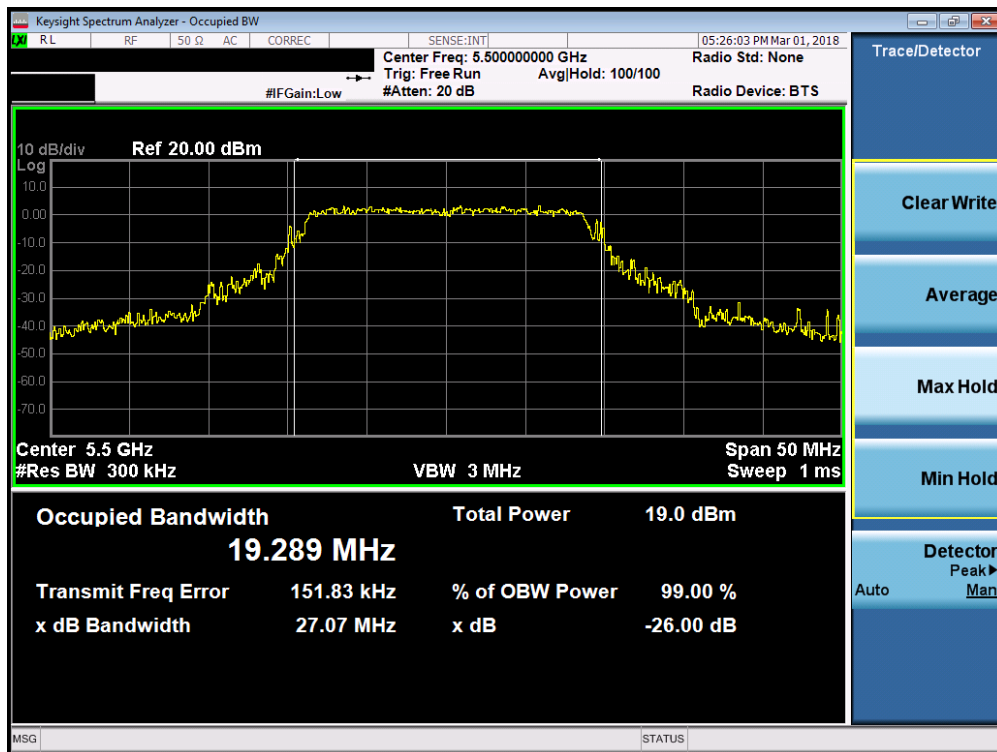 Keysight Spectrum Analyzer - Occupied BW
LXI RL RF 50 Ω AC CORREC SENSE:INT 05:26:03 PM Mar 01, 2018
Center Freq: 5.500000000 GHz Radio Std: None
Trig: Free Run Avg|Hold: 100/100
#IFGain:Low #Atten: 20 dB Radio Device: BTS
10 dB/div Ref 20.00 dBm
Log
10.0
0.00
-10.0
-20.0
-30.0
-40.0
-50.0
-60.0
-70.0
Center 5.5 GHz Span 50 MHz
#Res BW 300 kHz VBW 3 MHz Sweep 1 ms
Occupied Bandwidth Total Power 19.0 dBm
19.289 MHz
Transmit Freq Error 151.83 kHz % of OBW Power 99.00 %
x dB Bandwidth 27.07 MHz x dB -26.00 dB
MSG STATUS
Trace/Detector
Clear Write
Average
Max Hold
Min Hold
Detector
Peak▶
Auto Man